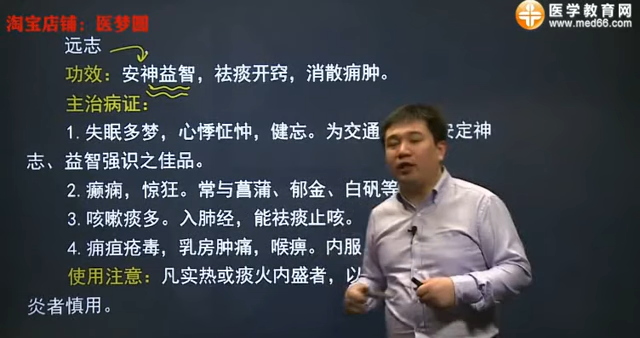 淘宝店铺：医梦圆
医学教育网
www.med66.com
远志
功效：安神益智，祛痰开窍，消散痈肿。
主治病证：
1. 失眠多梦，心悸怔忡，健忘。为交通 安定神
志、益智强识之佳品。
2. 癫痫，惊狂。常与菖蒲、郁金、白矾等
3. 咳嗽痰多。入肺经，能祛痰止咳。
4. 痈疽疮毒，乳房肿痛，喉痹。内服
使用注意：凡实热或痰火内盛者，以
炎者慎用。